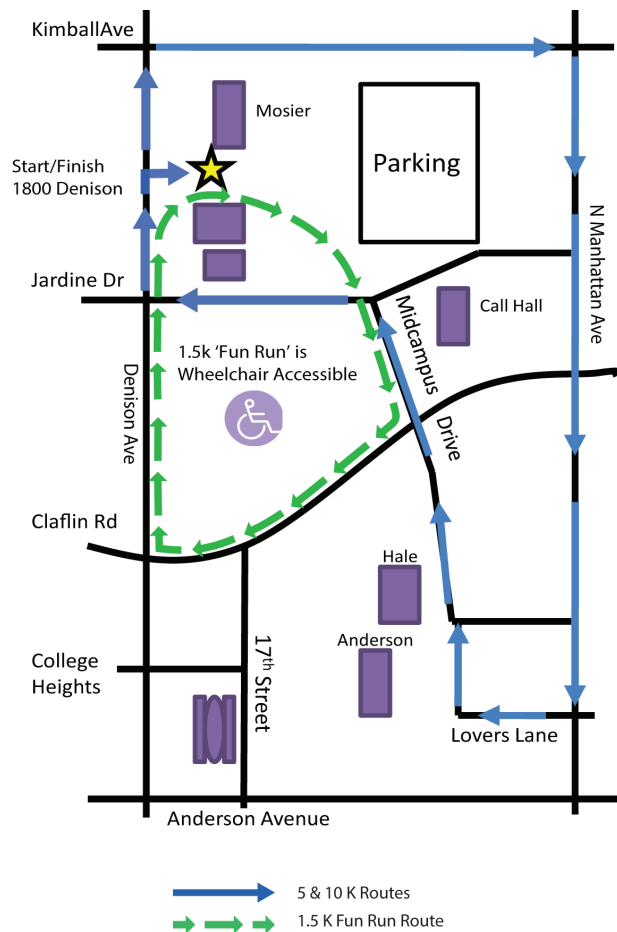 KimballAve
Mosier
Start/Finish
1800 Denison
Parking
N Manhattan Ave
Jardine Dr
Midcampus
Drive
Call Hall
1.5k ‘Fun Run’ is
Wheelchair Accessible
Denison Ave
Claflin Rd
Hale
Anderson
17th Street
College
Heights
Lovers Lane
Anderson Avenue
5 & 10 K Routes
1.5 K Fun Run Route